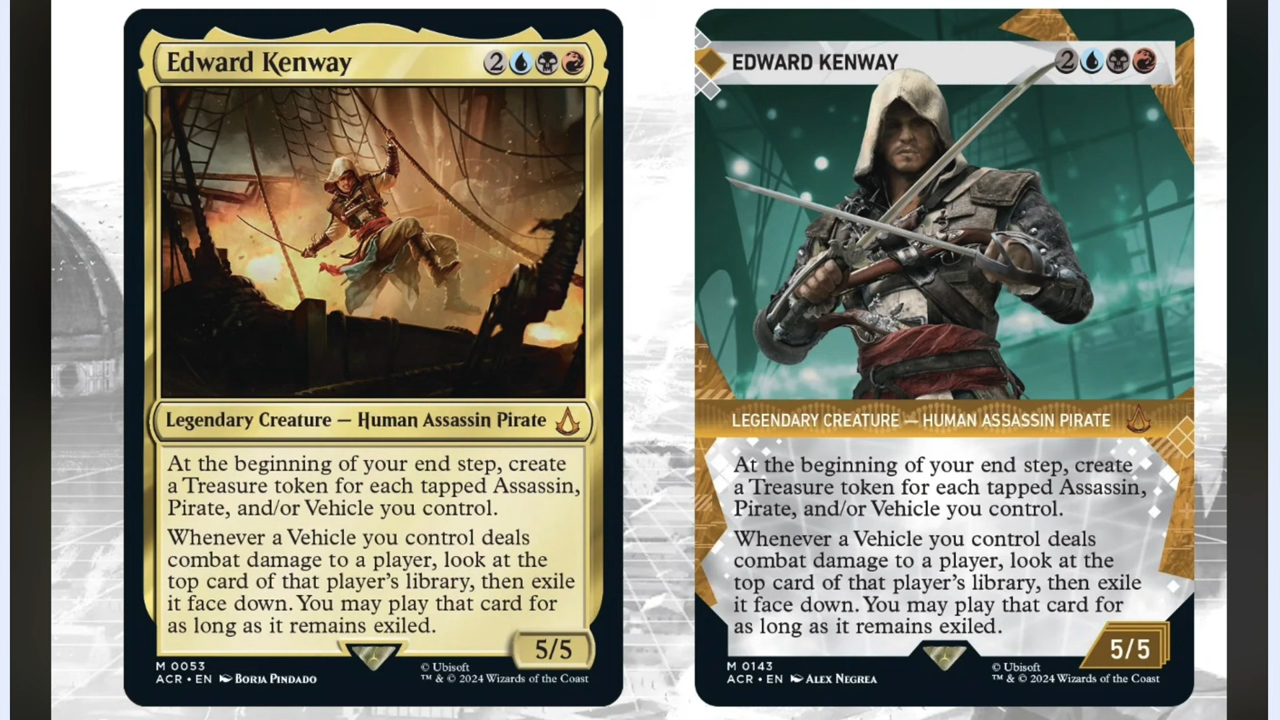 Edward Kenway 2
Legendary Creature — Human Assassin Pirate
At the beginning of your end step, create
a Treasure token for each tapped Assassin,
Pirate, and/or Vehicle you control.
Whenever a Vehicle you control deals
combat damage to a player, look at the
top card of that player's library, then exile
it face down. You may play that card for
as long as it remains exiled.
5/5
M 0053
ACR • EN Borja Pindado
© Ubisoft
™ & © 2024 Wizards of the Coast
EDWARD KENWAY 2
LEGENDARY CREATURE — HUMAN ASSASSIN PIRATE
At the beginning of your end step, create
a Treasure token for each tapped Assassin,
Pirate, and/or Vehicle you control.
Whenever a Vehicle you control deals
combat damage to a player, look at the
top card of that player's library, then exile
it face down. You may play that card for
as long as it remains exiled.
5/5
M 0143
ACR • EN Alex Negrea
© Ubisoft
™ & © 2024 Wizards of the Coast